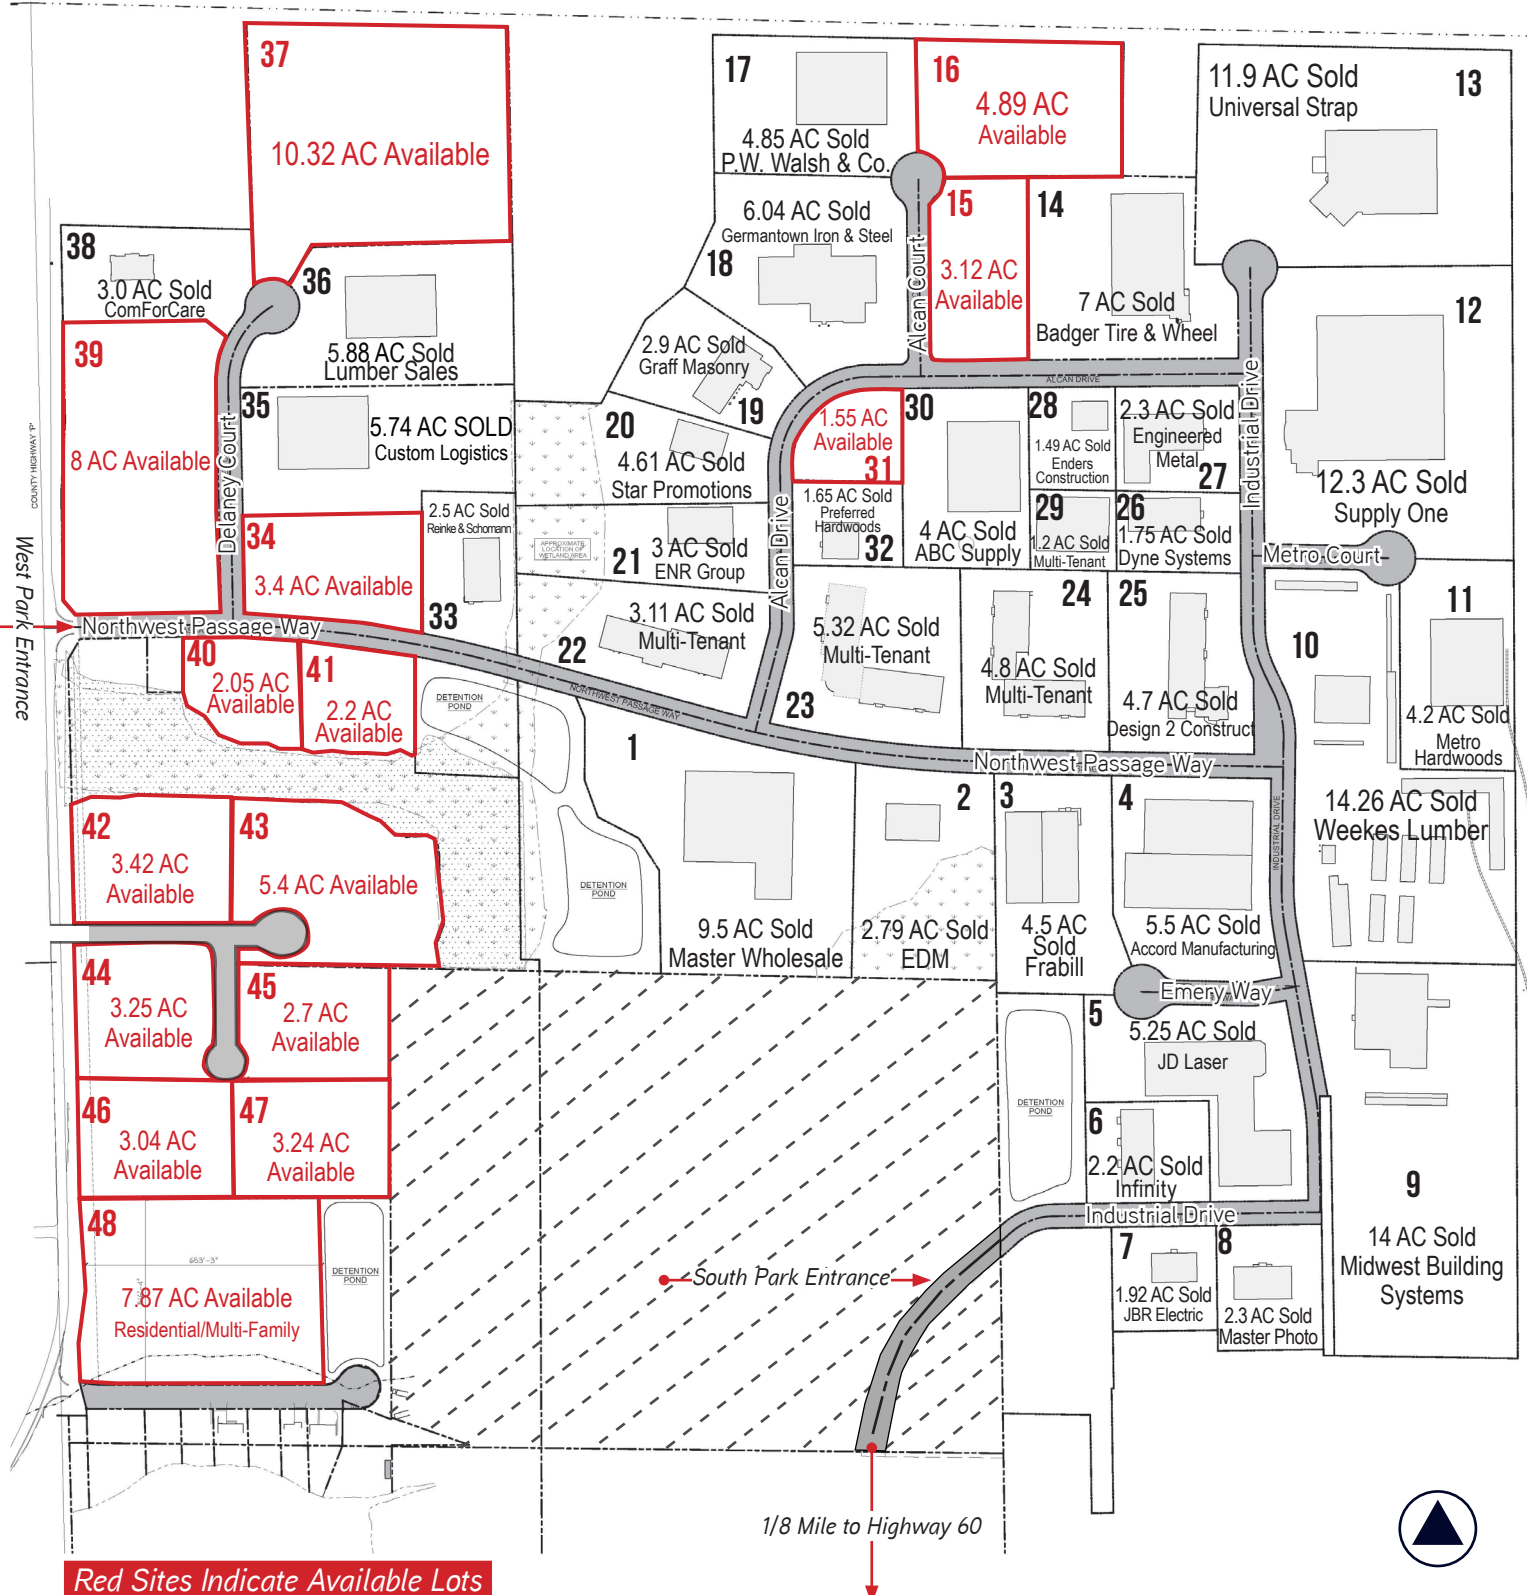 37
10.32 AC Available
17
4.85 AC Sold
P.W. Walsh & Co.
16
4.89 AC
Available
11.9 AC Sold
Universal Strap
13
38
3.0 AC Sold
ComForCare
36
5.88 AC Sold
Lumber Sales
6.04 AC Sold
Germantown Iron & Steel
18
Alcan Court
15
3.12 AC
Available
14
7 AC Sold
Badger Tire & Wheel
12
12.3 AC Sold
Supply One
39
8 AC Available
Delaney Court
35
5.74 AC SOLD
Custom Logistics
2.9 AC Sold
Graff Masonry
19
20
4.61 AC Sold
Star Promotions
1.55 AC
Available
31
ALCAN DRIVE
30
4 AC Sold
ABC Supply
28
1.49 AC Sold
Enders
Construction
2.3 AC Sold
Engineered
Metal
27
Industrial Drive
COUNTY HIGHWAY "P"
West Park Entrance
34
3.4 AC Available
2.5 AC Sold
Reinke & Schomann
33
APPROXIMATE
LOCATION OF
WETLAND AREA
21
3 AC Sold
ENR Group
Alcan Drive
1.65 AC Sold
Preferred
Hardwoods
32
29
1.2 AC Sold
Multi-Tenant
26
1.75 AC Sold
Dyne Systems
Metro Court
Northwest Passage Way
22
3.11 AC Sold
Multi-Tenant
5.32 AC Sold
Multi-Tenant
23
24
4.8 AC Sold
Multi-Tenant
25
4.7 AC Sold
Design 2 Construct
10
14.26 AC Sold
Weekes Lumber
11
4.2 AC Sold
Metro
Hardwoods
40
2.05 AC
Available
41
2.2 AC
Available
DETENTION
POND
NORTHWEST PASSAGE WAY
Northwest Passage Way
1
9.5 AC Sold
Master Wholesale
2
2.79 AC Sold
EDM
3
4.5 AC
Sold
Frabill
4
5.5 AC Sold
Accord Manufacturing
INDUSTRIAL DRIVE
42
3.42 AC
Available
43
5.4 AC Available
DETENTION
POND
44
3.25 AC
Available
45
2.7 AC
Available
Emery Way
5
5.25 AC Sold
JD Laser
DETENTION
POND
46
3.04 AC
Available
47
3.24 AC
Available
6
2.2 AC Sold
Infinity
9
14 AC Sold
Midwest Building
Systems
48
653'-3"
7.87 AC Available
Residential/Multi-Family
DETENTION
POND
South Park Entrance
Industrial Drive
7
1.92 AC Sold
JBR Electric
8
2.3 AC Sold
Master Photo
1/8 Mile to Highway 60
Red Sites Indicate Available Lots